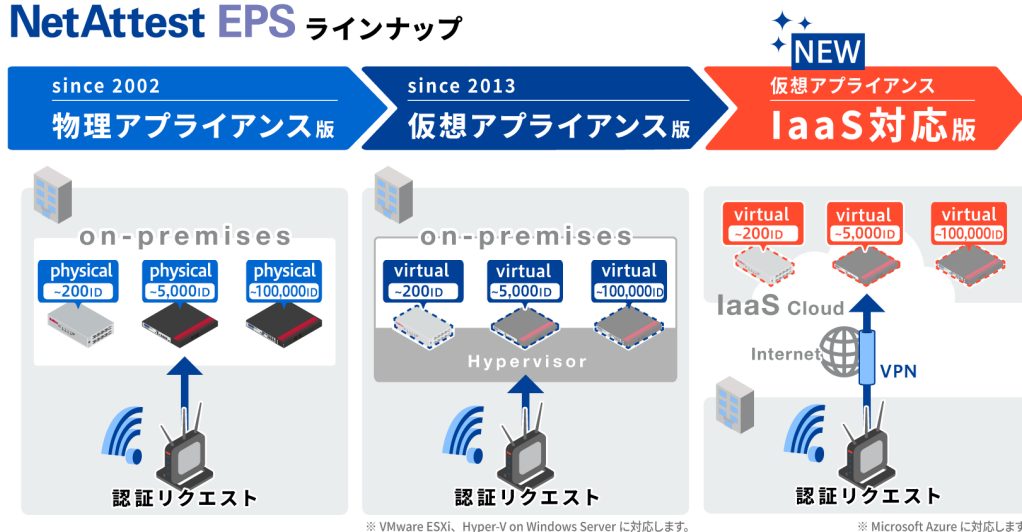 NetAttest EPS ラインナップ
since 2002
物理アプライアンス版
since 2013
仮想アプライアンス版
NEW
仮想アプライアンス
IaaS対応版
on-premises
physical
~200ID
physical
~5,000ID
physical
~100,000ID
認証リクエスト
on-premises
virtual
~200ID
virtual
~5,000ID
virtual
~100,000ID
Hypervisor
認証リクエスト
※ VMware ESXi、Hyper-V on Windows Server に対応します。
virtual
~200ID
virtual
~5,000ID
virtual
~100,000ID
IaaS Cloud
Internet
VPN
認証リクエスト
※ Microsoft Azure に対応します